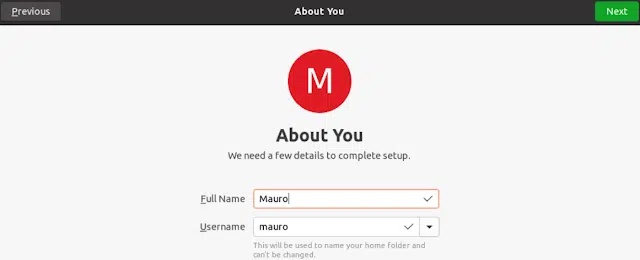 Previous
About You
Next
M
About You
We need a few details to complete setup.
Full Name
Mauro
Username
mauro
This will be used to name your home folder and
can't be changed.